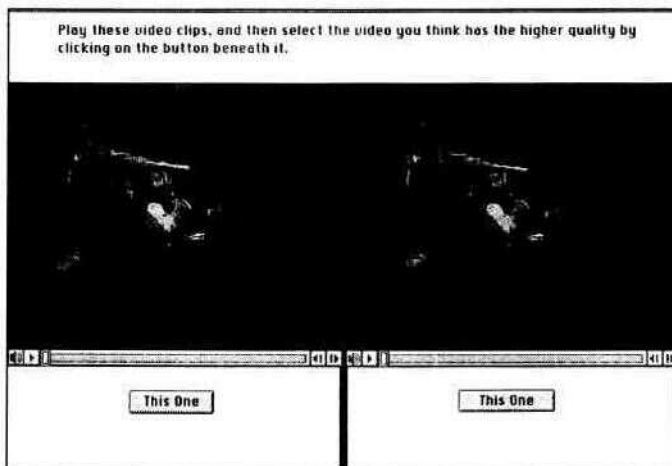 Play these video clips, and then select the video you think has the higher quality by
clicking on the button beneath it.
This One
This One